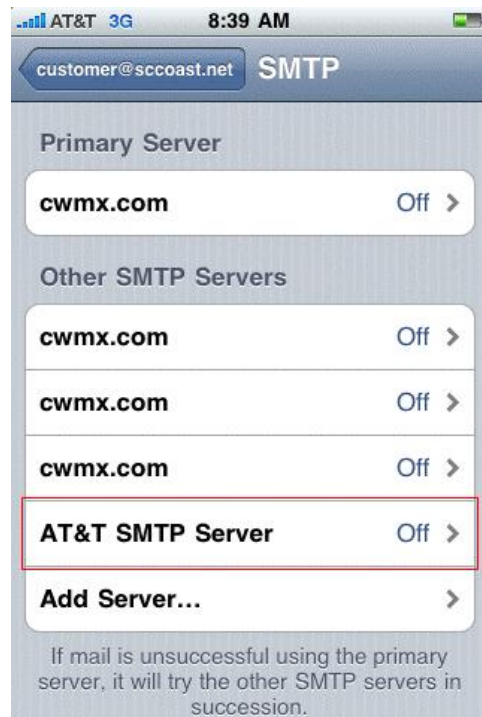 AT&T 3G 8:39 AM
customer@sccoast.net SMTP
Primary Server
cwmx.com Off
Other SMTP Servers
cwmx.com Off
cwmx.com Off
cwmx.com Off
AT&T SMTP Server Off
Add Server...
If mail is unsuccessful using the primary
server, it will try the other SMTP servers in
succession.